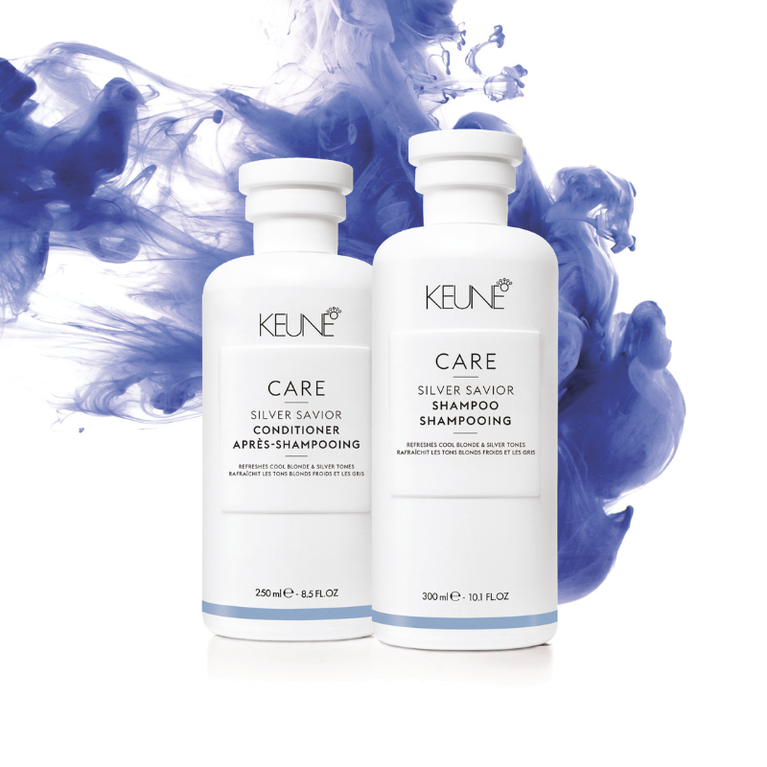 KEUNE
CARE
SILVER SAVIOR
CONDITIONER
APRÈS-SHAMPOOING
REFRESHES COOL BLONDE & SILVER TONES
RAFRAÎCHIT LES TONS BLONDS FROIDS ET LES GRIS
250 ml ℮ - 8.5 FL.OZ
KEUNE
CARE
SILVER SAVIOR
SHAMPOO
SHAMPOOING
REFRESHES COOL BLONDE & SILVER TONES
RAFRAÎCHIT LES TONS BLONDS FROIDS ET LES GRIS
300 ml ℮ - 10.1 FL.OZ